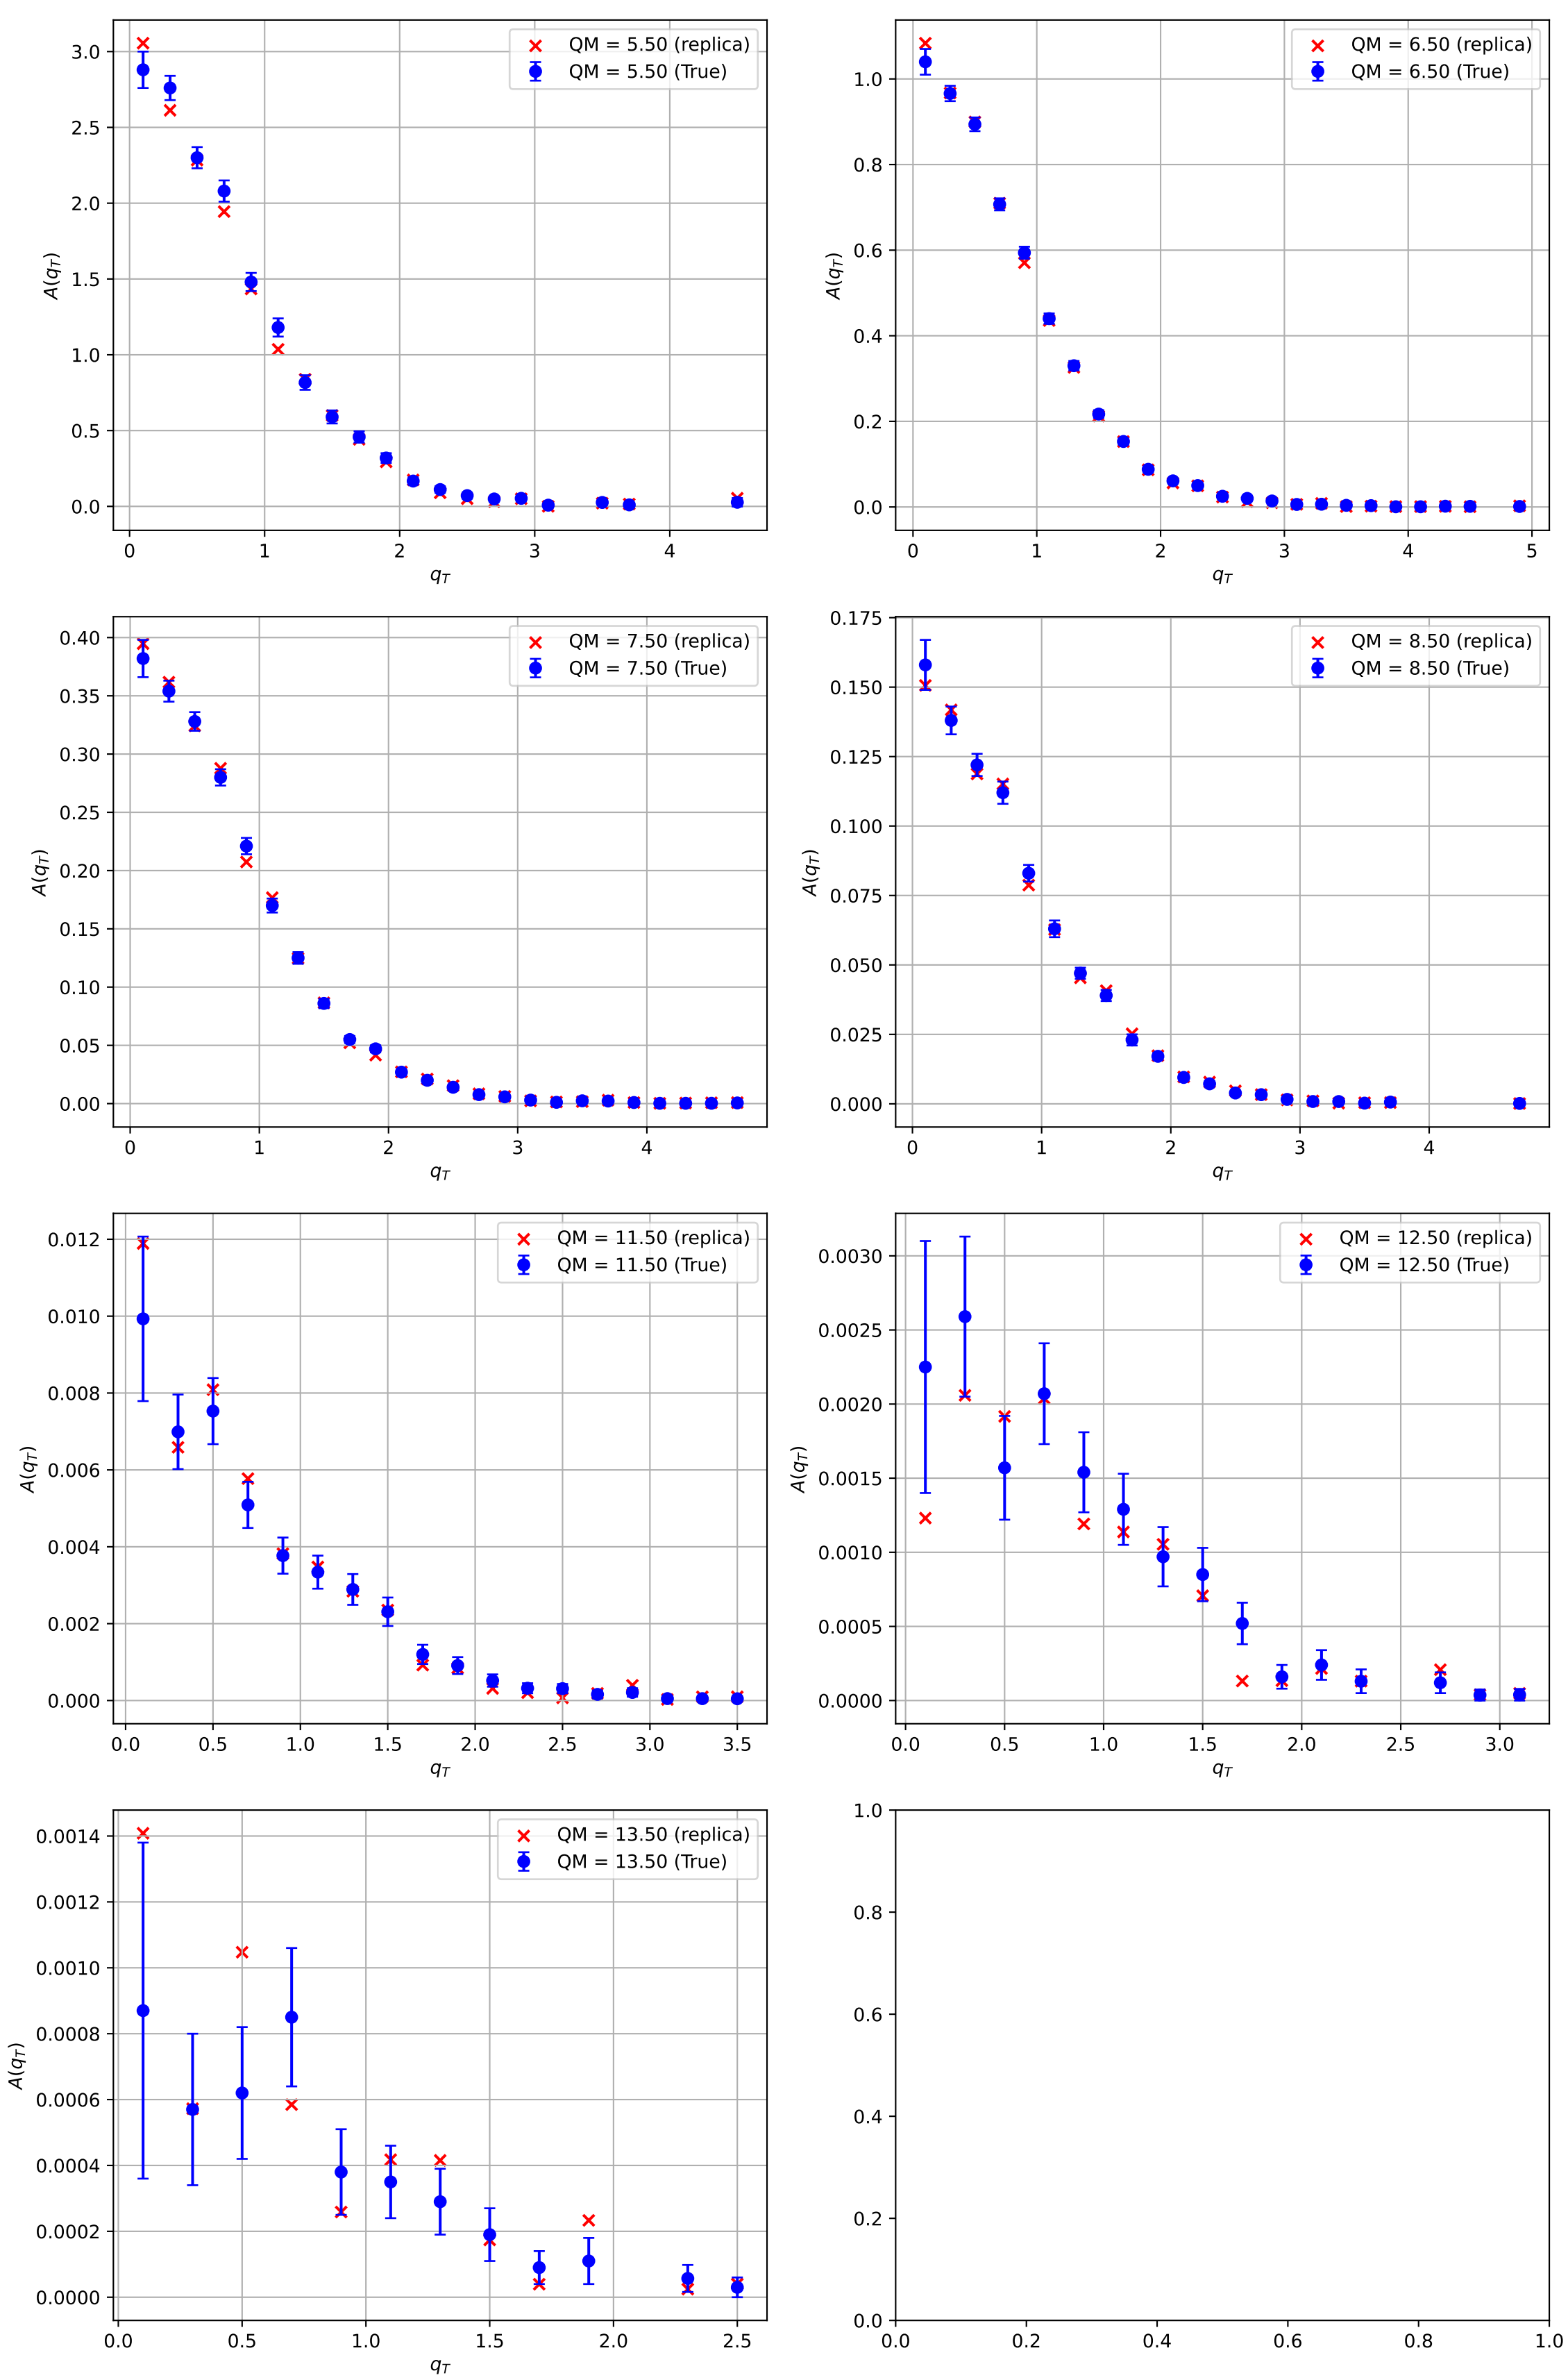 3.0
2.5
2.0
1.5
1.0
0.5
0.0
A(q_T)
0 1 2 3 4
q_T
QM = 5.50 (replica)
QM = 5.50 (True)
1.0
0.8
0.6
0.4
0.2
0.0
A(q_T)
0 1 2 3 4 5
q_T
QM = 6.50 (replica)
QM = 6.50 (True)
0.40
0.35
0.30
0.25
0.20
0.15
0.10
0.05
0.00
A(q_T)
0 1 2 3 4
q_T
QM = 7.50 (replica)
QM = 7.50 (True)
0.175
0.150
0.125
0.100
0.075
0.050
0.025
0.000
A(q_T)
0 1 2 3 4
q_T
QM = 8.50 (replica)
QM = 8.50 (True)
0.012
0.010
0.008
0.006
0.004
0.002
0.000
A(q_T)
0.0 0.5 1.0 1.5 2.0 2.5 3.0 3.5
q_T
QM = 11.50 (replica)
QM = 11.50 (True)
0.0030
0.0025
0.0020
0.0015
0.0010
0.0005
0.0000
A(q_T)
0.0 0.5 1.0 1.5 2.0 2.5 3.0
q_T
QM = 12.50 (replica)
QM = 12.50 (True)
0.0014
0.0012
0.0010
0.0008
0.0006
0.0004
0.0002
0.0000
A(q_T)
0.0 0.5 1.0 1.5 2.0 2.5
q_T
QM = 13.50 (replica)
QM = 13.50 (True)
1.0
0.8
0.6
0.4
0.2
0.0
0.0 0.2 0.4 0.6 0.8 1.0